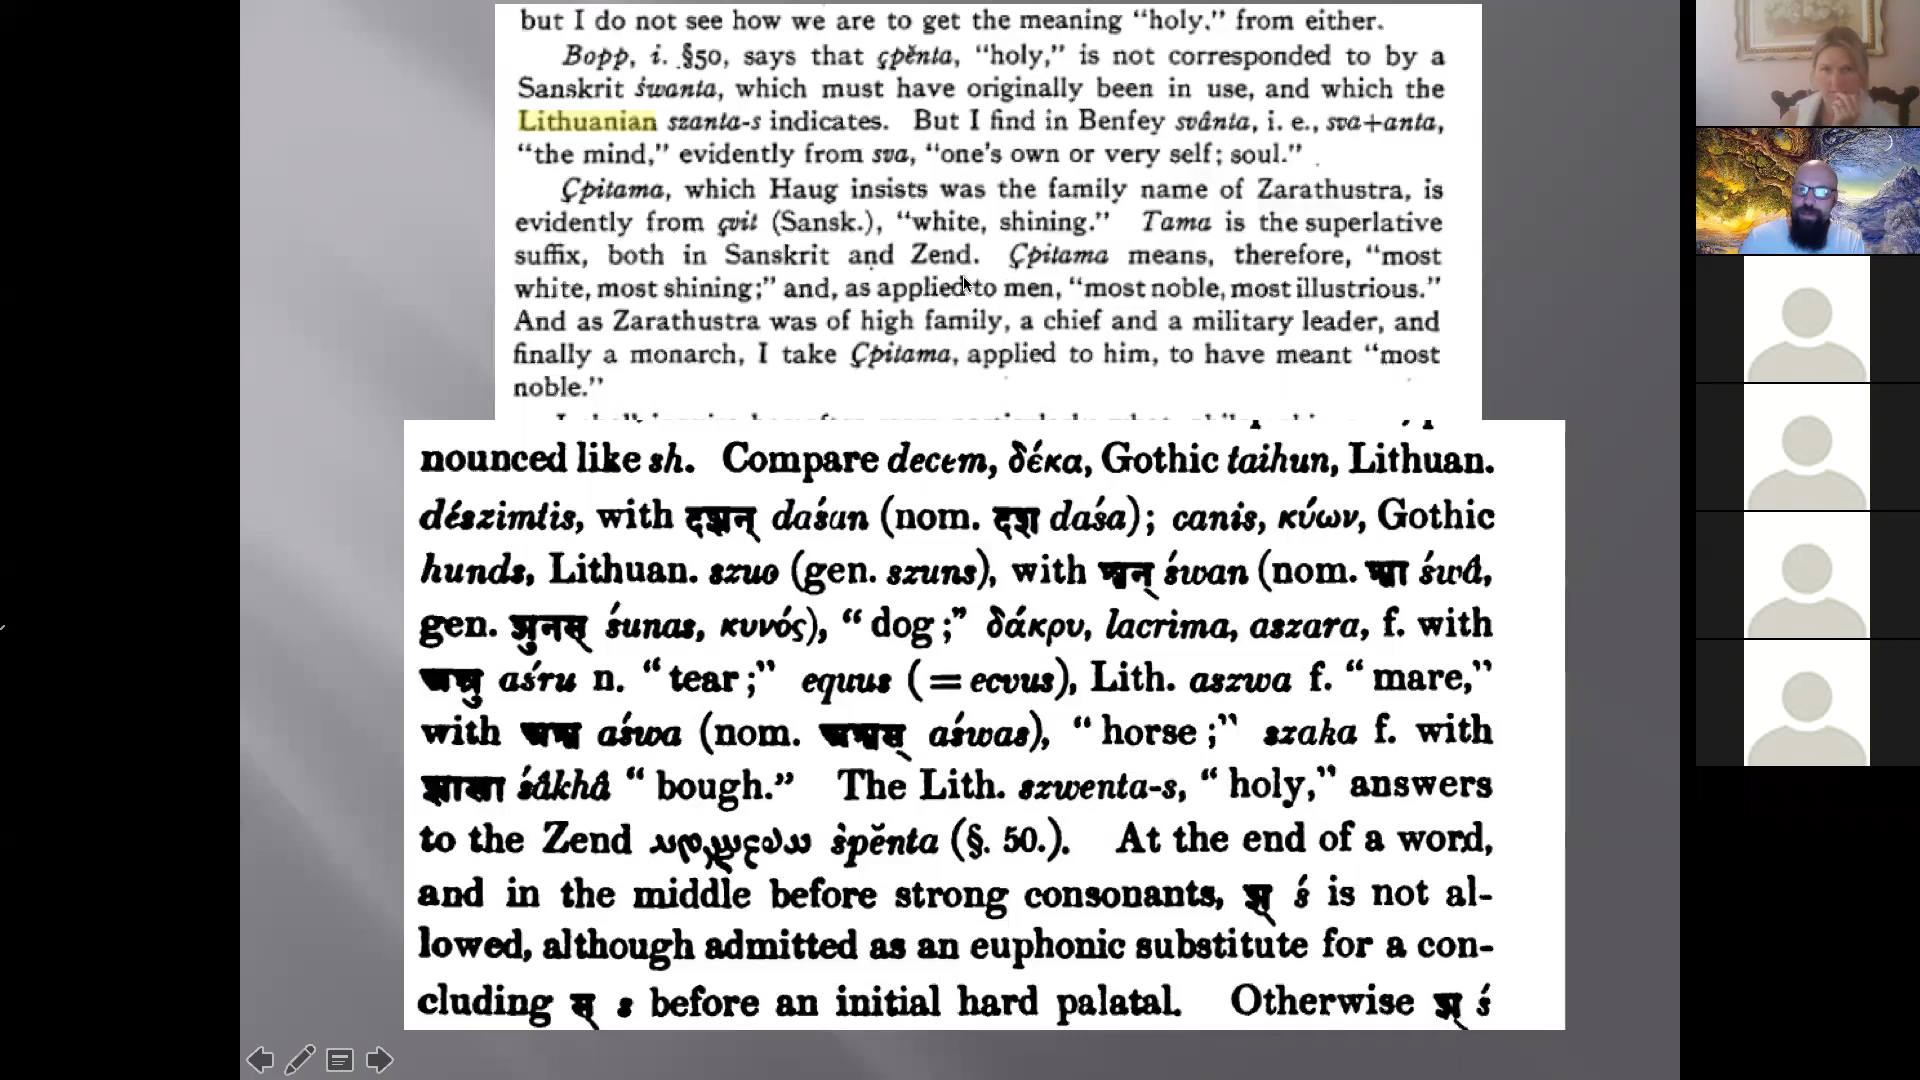 but I do not see how we are to get the meaning “holy.” from either.
Bopp, i. §50, says that çpĕnta, “holy,” is not corresponded to by a
Sanskrit śwanta, which must have originally been in use, and which the
Lithuanian szanta-s indicates. But I find in Benfey svânta, i. e., sva+anta,
“the mind,” evidently from sva, “one's own or very self; soul.”
Çpitama, which Haug insists was the family name of Zarathustra, is
evidently from çvit (Sansk.), “white, shining.” Tama is the superlative
suffix, both in Sanskrit and Zend. Çpitama means, therefore, “most
white, most shining;” and, as applied to men, “most noble, most illustrious.”
And as Zarathustra was of high family, a chief and a military leader, and
finally a monarch, I take Çpitama, applied to him, to have meant “most
noble.”
nounced like sh. Compare decem, δέκα, Gothic taihun, Lithuan.
dészimtis, with दशन् daśan (nom. दश daśa); canis, κύων, Gothic
hunds, Lithuan. szuo (gen. szuns), with श्वन् śwan (nom. श्वा śwâ,
gen. शुनस् śunas, κυνός), “dog;” δάκρυ, lacrima, aszara, f. with
अश्रु aśru n. “tear;” equus (=ecvus), Lith. aszwa f. “mare,”
with अश्व aśwa (nom. अश्वस् aśwas), “horse;” szaka f. with
शाखा śâkhâ “bough.” The Lith. szwenta-s, “holy,” answers
to the Zend śpĕnta (§. 50.). At the end of a word,
and in the middle before strong consonants, श् ś is not al-
lowed, although admitted as an euphonic substitute for a con-
cluding स् s before an initial hard palatal. Otherwise श् ś